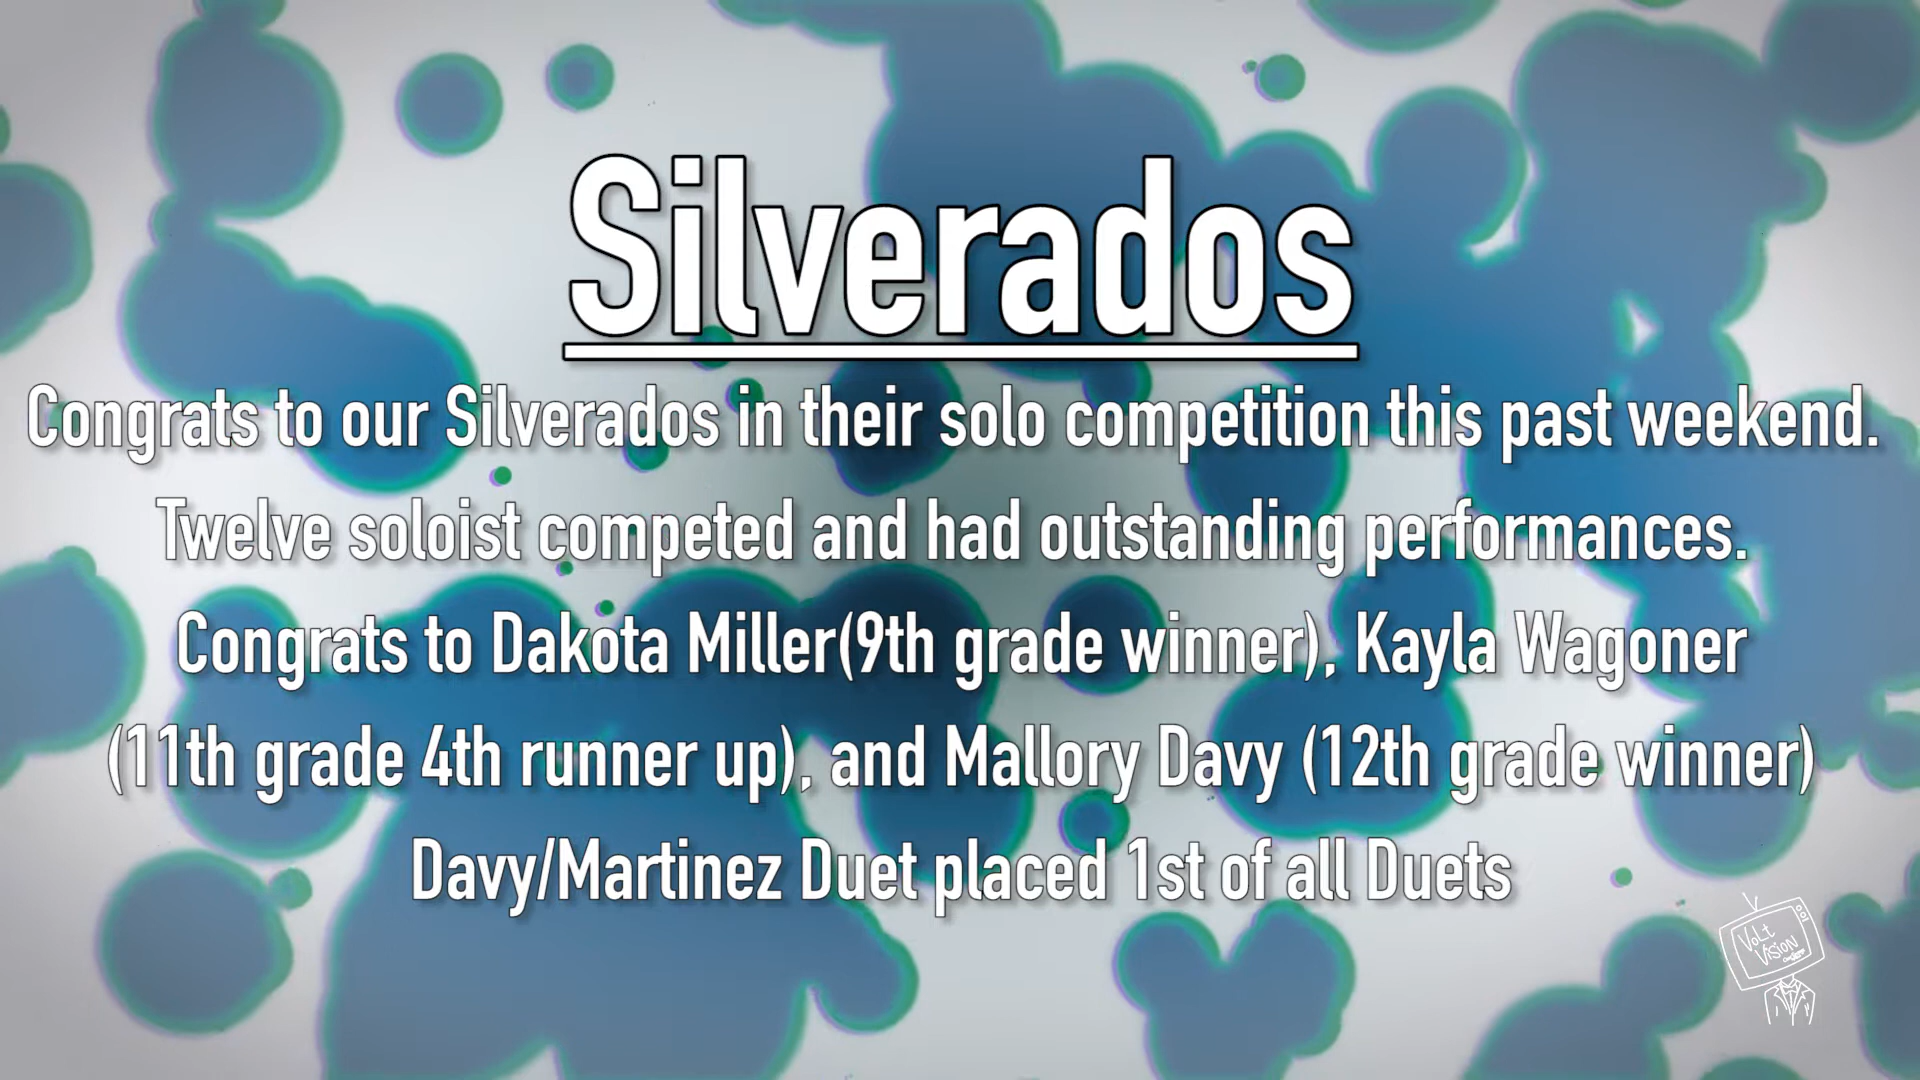 Silverados
Congrats to our Silverados in their solo competition this past weekend.
Twelve soloist competed and had outstanding performances.
Congrats to Dakota Miller(9th grade winner), Kayla Wagoner
(11th grade 4th runner up), and Mallory Davy (12th grade winner)
Davy/Martinez Duet placed 1st of all Duets
Volt
Vision